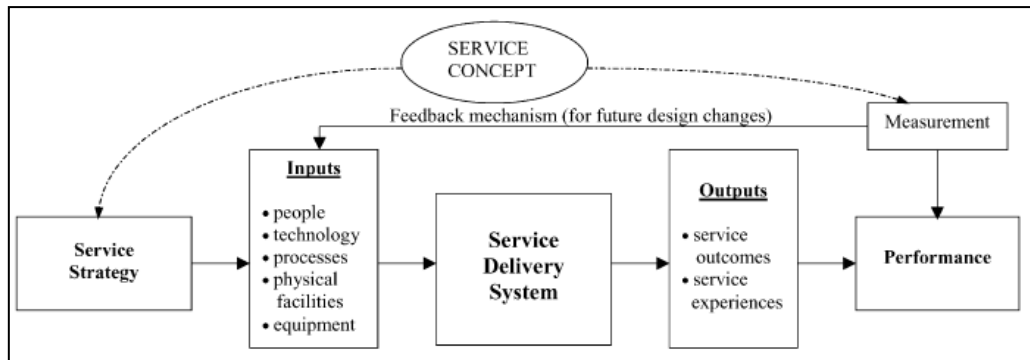 SERVICE
CONCEPT
Feedback mechanism (for future design changes)
Measurement
Inputs
• people
• technology
• processes
• physical
facilities
• equipment
Outputs
• service
outcomes
• service
experiences
Service
Strategy
Service
Delivery
System
Performance